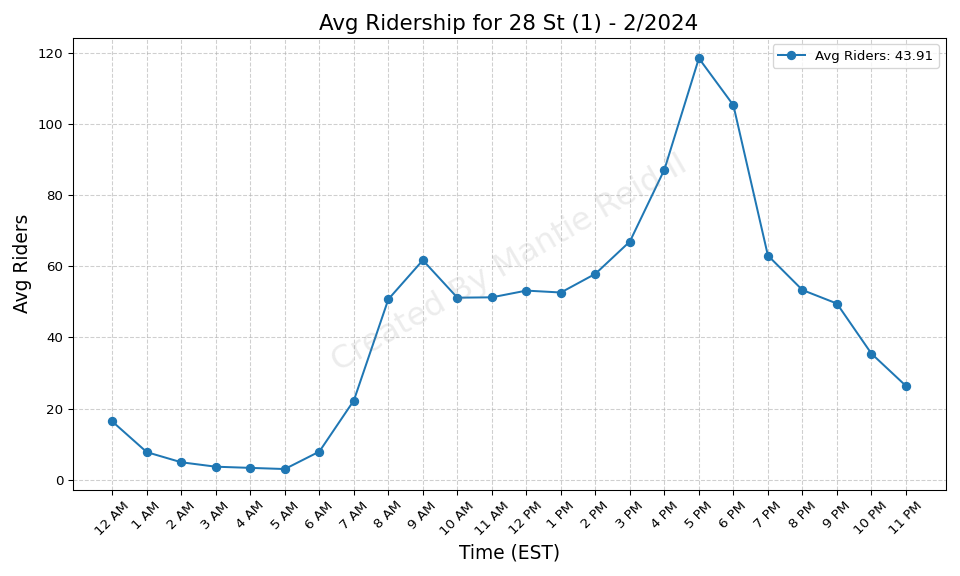 Avg Ridership for 28 St (1) - 2/2024
Avg Riders: 43.91
Avg Riders
120
100
80
60
40
20
0
Created By Mantie Reid II
12 AM
1 AM
2 AM
3 AM
4 AM
5 AM
6 AM
7 AM
8 AM
9 AM
10 AM
11 AM
12 PM
1 PM
2 PM
3 PM
4 PM
5 PM
6 PM
7 PM
8 PM
9 PM
10 PM
11 PM
Time (EST)